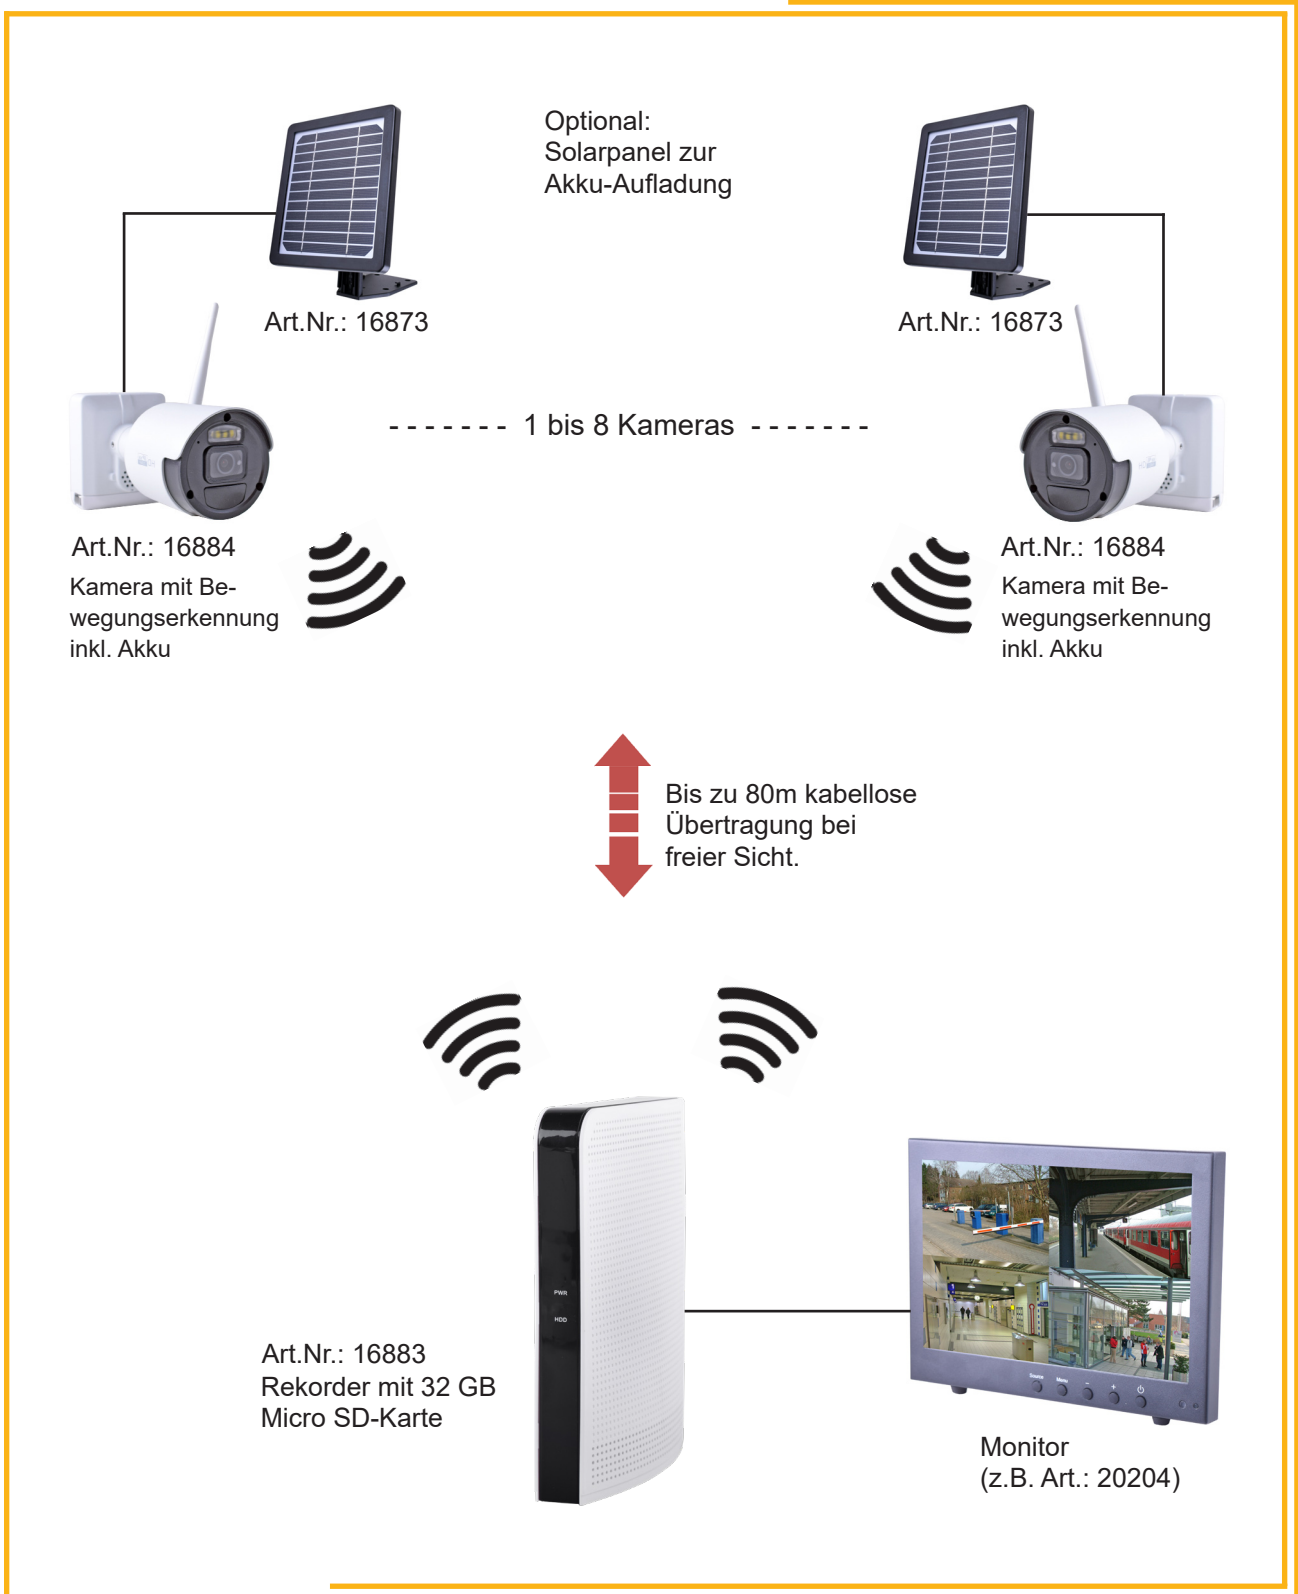 Optional:
Solarpanel zur
Akku-Aufladung
Art.Nr.: 16873
Art.Nr.: 16873
- - - - - - - 1 bis 8 Kameras - - - - - - -
Art.Nr.: 16884
Kamera mit Be-
wegungserkennung
inkl. Akku
Art.Nr.: 16884
Kamera mit Be-
wegungserkennung
inkl. Akku
Bis zu 80m kabellose
Übertragung bei
freier Sicht.
PWR
HDD
Art.Nr.: 16883
Rekorder mit 32 GB
Micro SD-Karte
Source Menu - +
Monitor
(z.B. Art.: 20204)